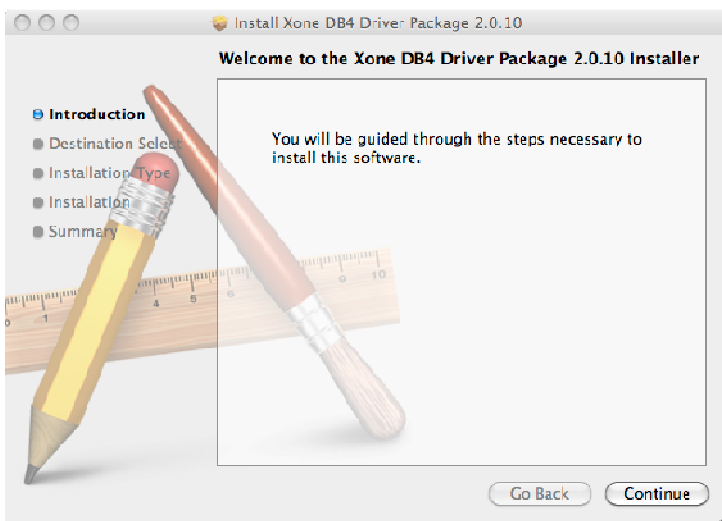 Install Xone DB4 Driver Package 2.0.10
Welcome to the Xone DB4 Driver Package 2.0.10 Installer
Introduction
Destination Select
Installation Type
Installation
Summary
You will be guided through the steps necessary to
install this software.
Go Back
Continue